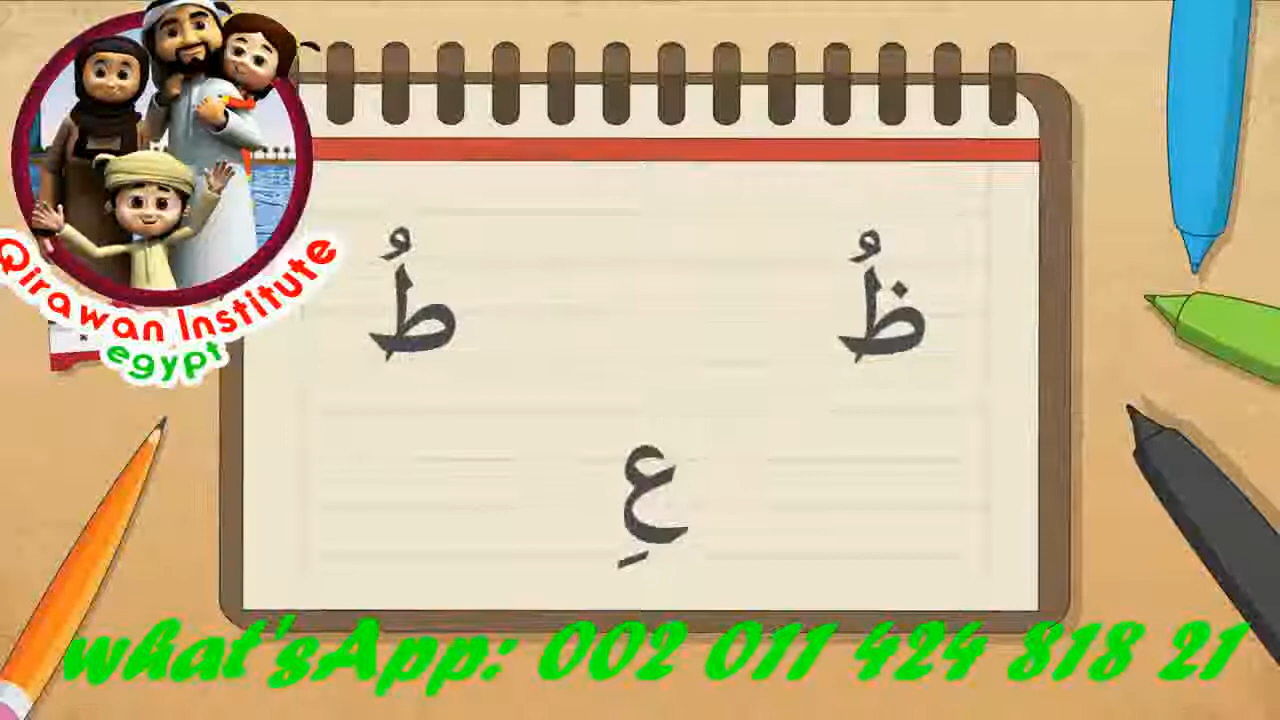 Qirawan Institute
egypt
ظُ طُ
عِ
what'sApp: 002 011 424 818 21